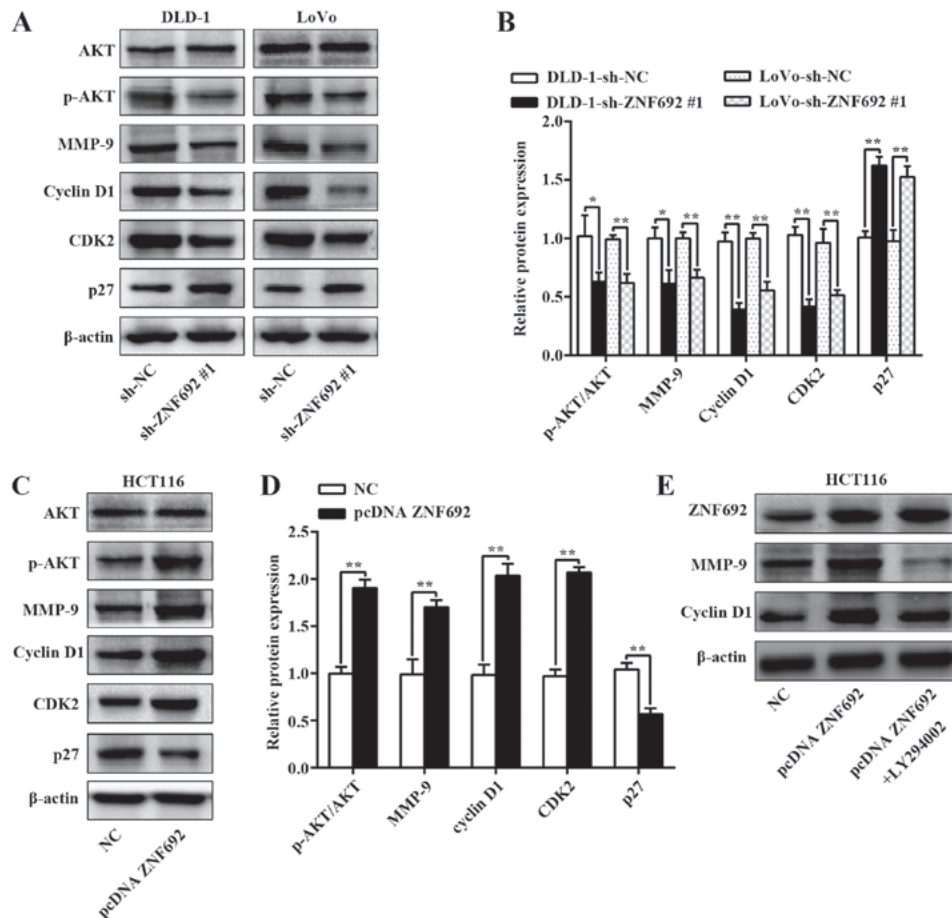 A
DLD-1 LoVo
AKT
p-AKT
MMP-9
Cyclin D1
CDK2
p27
β-actin
sh-NC
sh-ZNF692 #1
sh-NC
sh-ZNF692 #1
B
DLD-1-sh-NC LoVo-sh-NC
DLD-1-sh-ZNF692 #1 LoVo-sh-ZNF692 #1
Relative protein expression
2.0
1.5
1.0
0.5
0.0
* ** * ** ** ** ** ** ** **
p-AKT/AKT
MMP-9
Cyclin D1
CDK2
p27
C
HCT116
AKT
p-AKT
MMP-9
Cyclin D1
CDK2
p27
β-actin
NC
pcDNA ZNF692
D
NC
pcDNA ZNF692
Relative protein expression
2.5
2.0
1.5
1.0
0.5
0.0
** ** ** ** **
p-AKT/AKT
MMP-9
cyclin D1
CDK2
p27
E
HCT116
ZNF692
MMP-9
Cyclin D1
β-actin
NC
pcDNA ZNF692
pcDNA ZNF692
+LY294002